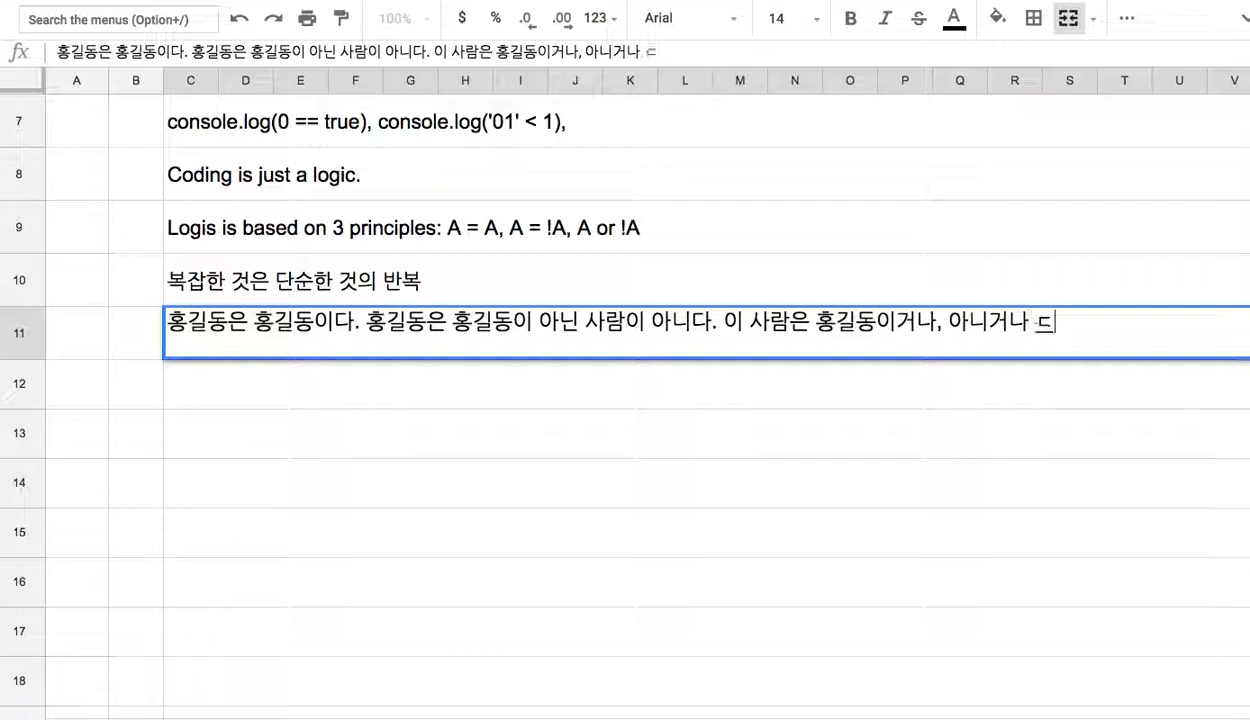 Search the menus (Option+/) 100% $ % .0 .00 123 Arial 14 B I S A ...
fx 홍길동은 홍길동이다. 홍길동은 홍길동이 아닌 사람이 아니다. 이 사람은 홍길동이거나, 아니거나 드
A B C D E F G H I J K L M N O P Q R S T U V
7 console.log(0 == true), console.log('01' < 1),
8 Coding is just a logic.
9 Logis is based on 3 principles: A = A, A = !A, A or !A
10 복잡한 것은 단순한 것의 반복
11 홍길동은 홍길동이다. 홍길동은 홍길동이 아닌 사람이 아니다. 이 사람은 홍길동이거나, 아니거나 드
12
13
14
15
16
17
18